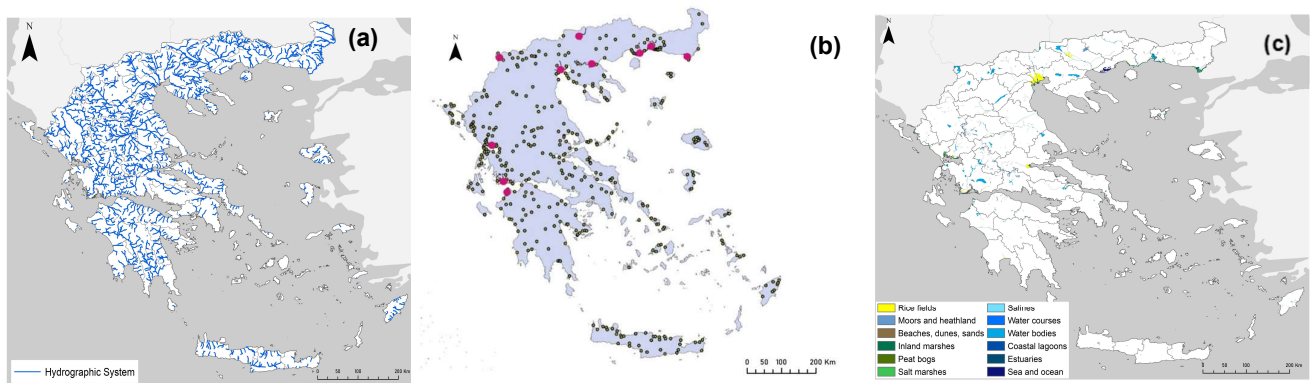 N
(a)
Hydrographic System
0 50 100 200 Km
N
(b)
0 50 100 200 Km
N
(c)
Rice fields
Moors and heathland
Beaches, dunes, sands
Inland marshes
Peat bogs
Salt marshes
Salines
Water courses
Water bodies
Coastal lagoons
Estuaries
Sea and ocean
0 50 100 200 Km